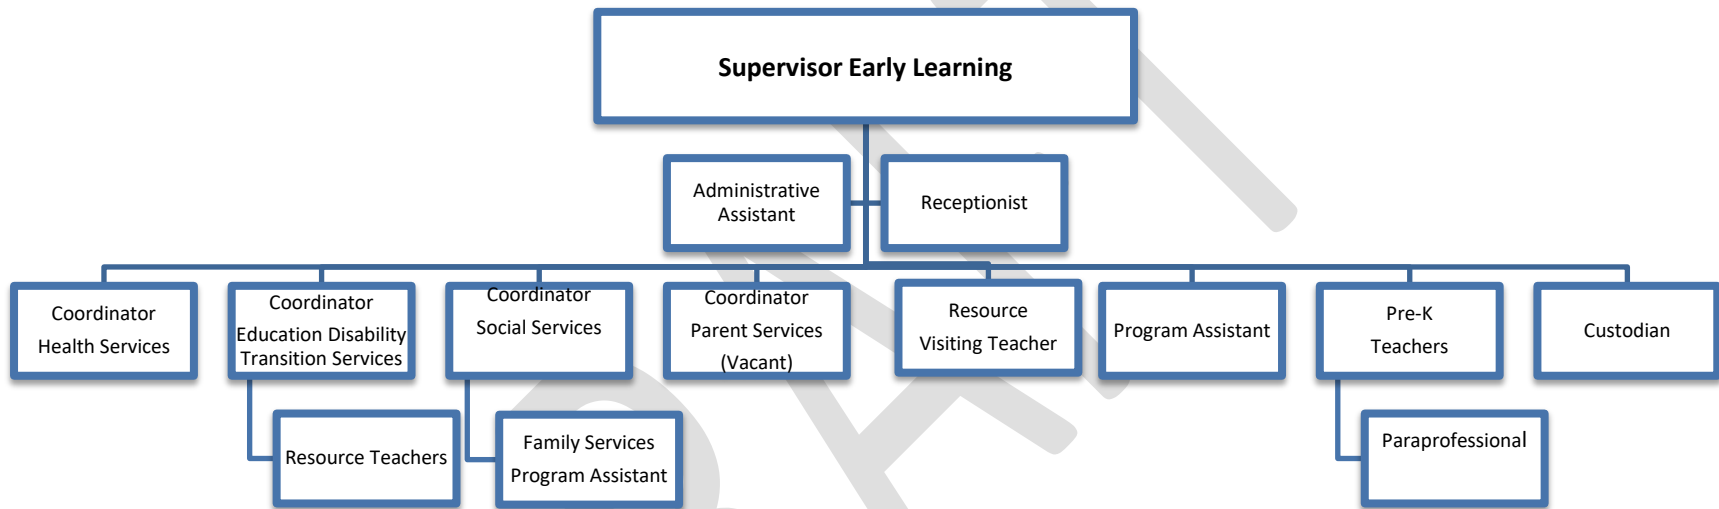 Supervisor Early Learning
Administrative
Assistant
Receptionist
Coordinator
Health Services
Coordinator
Education Disability
Transition Services
Coordinator
Social Services
Coordinator
Parent Services
(Vacant)
Resource
Visiting Teacher
Program Assistant
Pre-K
Teachers
Custodian
Resource Teachers
Family Services
Program Assistant
Paraprofessional